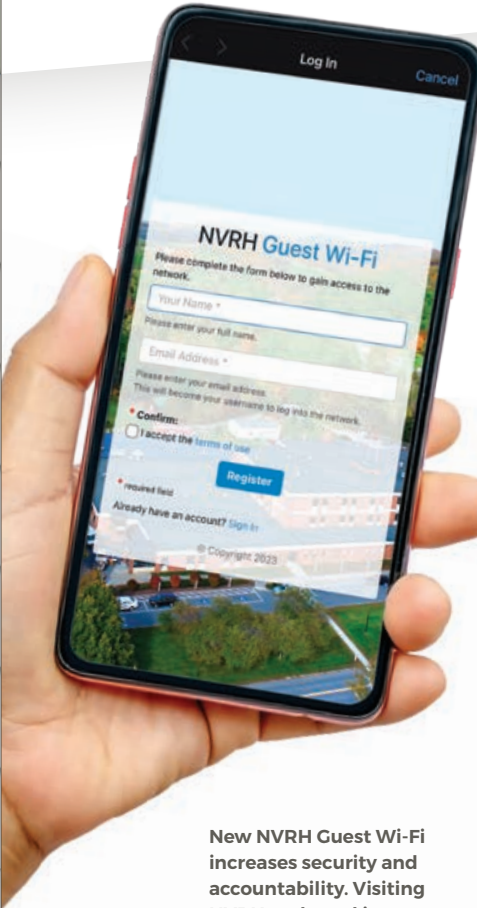 Log In
Cancel
NVRH Guest Wi-Fi
Please complete the form below to gain access to the
network.
Your Name *
Please enter your full name.
Email Address *
Please enter your email address.
This will become your username to log into the network.
* Confirm:
I accept the terms of use
Register
* required field
Already have an account? Sign In
© Copyright 2023
New NVRH Guest Wi-Fi
increases security and
accountability. Visiting